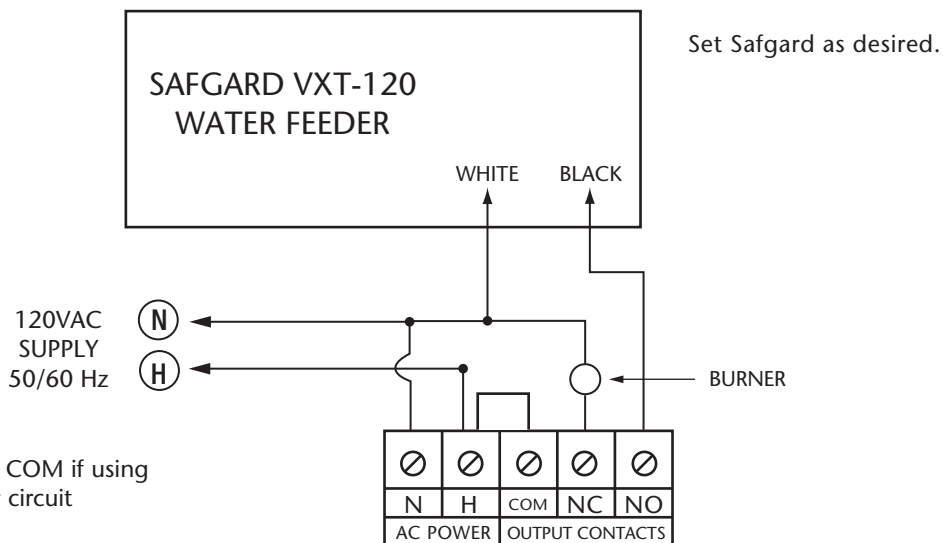 Set Safgard as desired.
SAFGARD VXT-120
WATER FEEDER
WHITE BLACK
120VAC
SUPPLY
50/60 Hz
N
H
BURNER
COM if using
circuit
N H COM NC NO
AC POWER OUTPUT CONTACTS